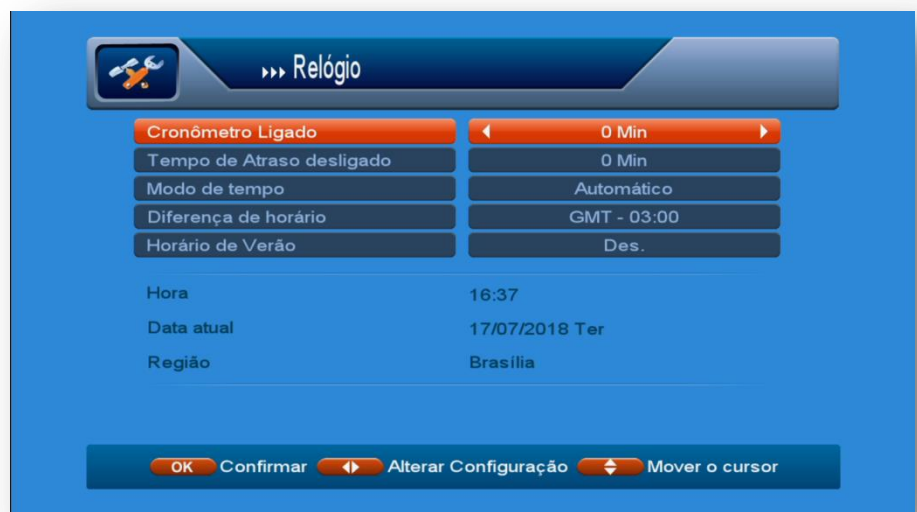 Relógio
Cronômetro Ligado 0 Min
Tempo de Atraso desligado 0 Min
Modo de tempo Automático
Diferença de horário GMT - 03:00
Horário de Verão Des.
Hora 16:37
Data atual 17/07/2018 Ter
Região Brasília
OK Confirmar Alterar Configuração Mover o cursor